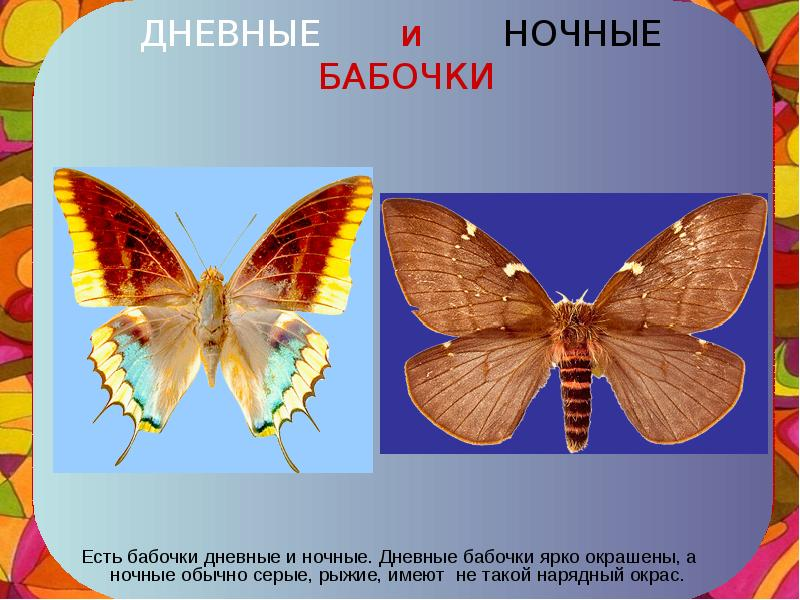 ДНЕВНЫЕ и НОЧНЫЕ
БАБОЧКИ
Есть бабочки дневные и ночные. Дневные бабочки ярко окрашены, а
ночные обычно серые, рыжие, имеют не такой нарядный окрас.